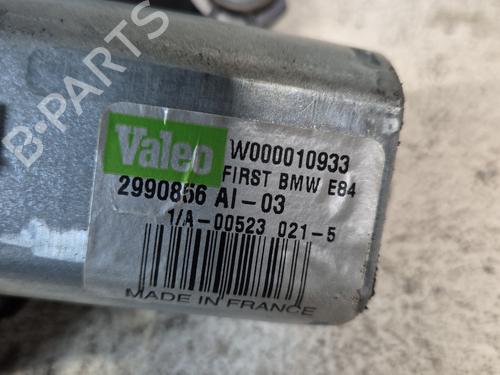 B-PARTS
Valeo
W000010933
FIRST BMW E84
2990856 AI-03
1/A-00523 021-5
MADE IN FRANCE